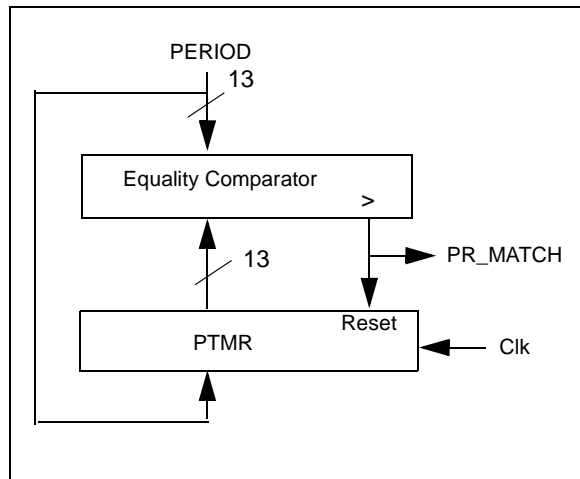 PERIOD
13
Equality Comparator
>
13
PR_MATCH
Reset
PTMR
Clk